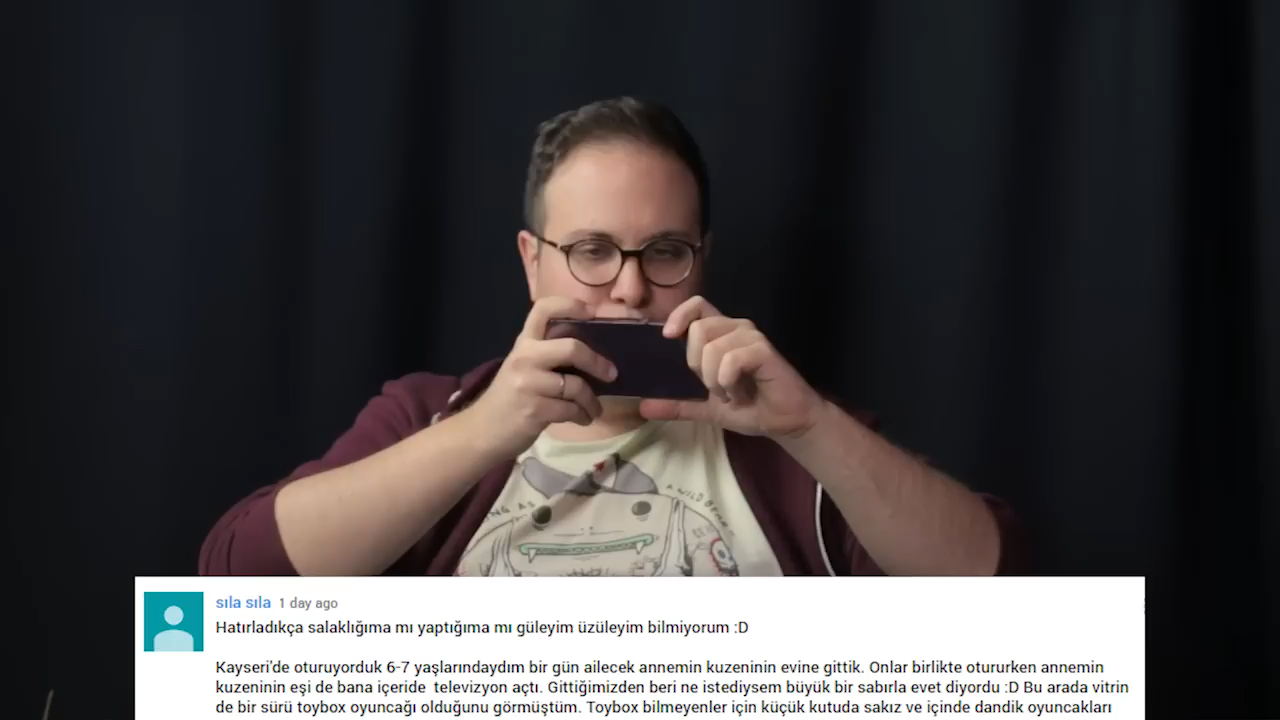 A WILD
sıla sıla 1 day ago
Hatırladıkça salaklığıma mı yaptığıma mı güleyim üzüleyim bilmiyorum :D
Kayseri'de oturuyorduk 6-7 yaşlarındaydım bir gün ailecek annemin kuzeninin evine gittik. Onlar birlikte otururken annemin
kuzeninin eşi de bana içeride televizyon açtı. Gittiğimizden beri ne istediysem büyük bir sabırla evet diyordu :D Bu arada vitrin
de bir sürü toybox oyuncağı olduğunu görmüştüm. Toybox bilmeyenler için küçük kutuda sakız ve içinde dandik oyuncakları